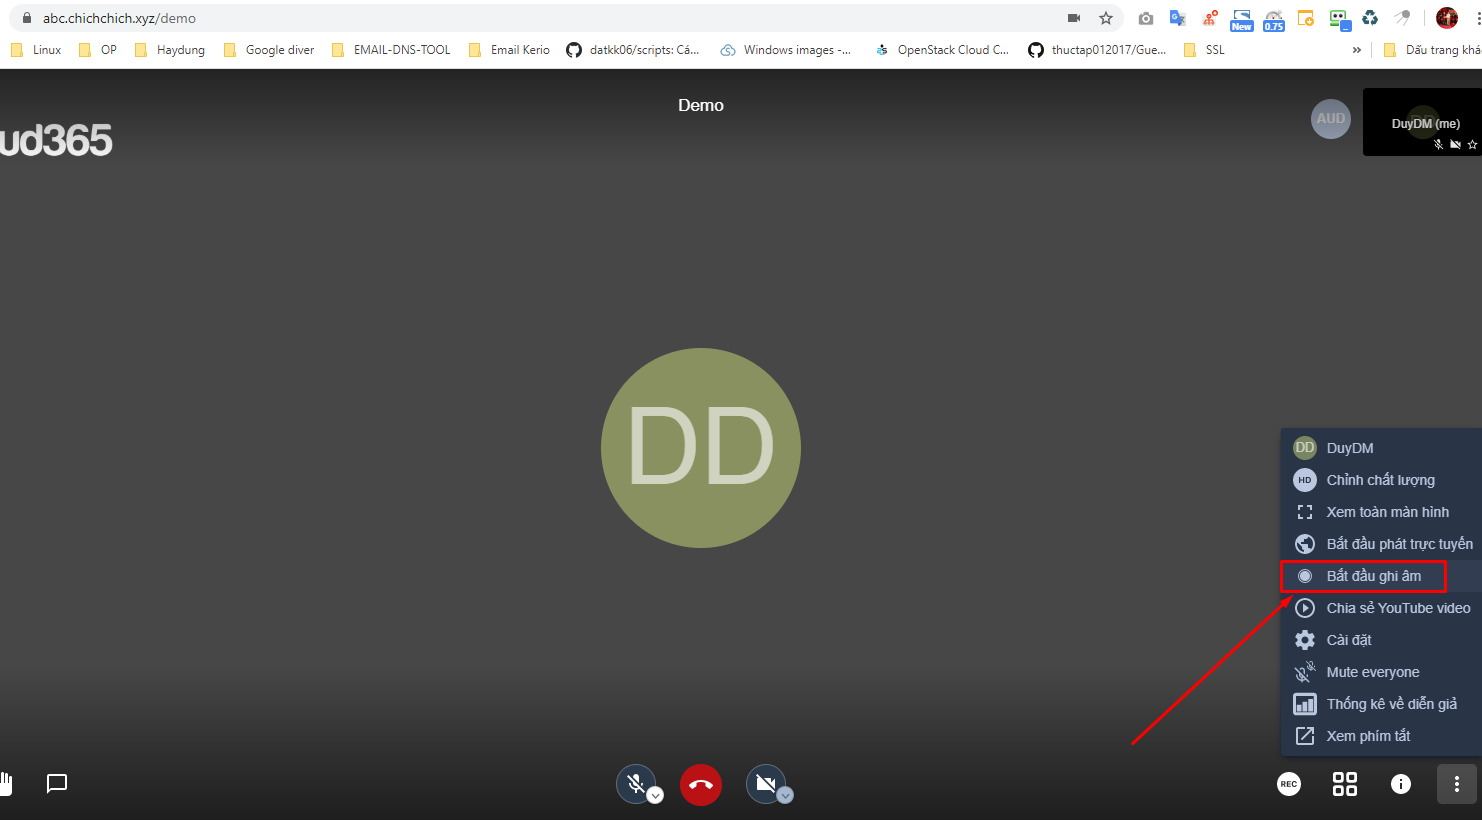 abc.chichchich.xyz/demo
New
0.75
Linux
OP
Haydung
Google diver
EMAIL-DNS-TOOL
Email Kerio
datkk06/scripts: Cá...
Windows images -...
OpenStack Cloud C...
thuctap012017/Gue...
SSL
»
Dấu trang khá
Demo
ud365
AUD
DuyDM (me)
DD
DD
DuyDM
HD
Chỉnh chất lượng
Xem toàn màn hình
Bắt đầu phát trực tuyến
Bắt đầu ghi âm
Chia sẻ YouTube video
Cài đặt
Mute everyone
Thống kê về diễn giả
Xem phím tắt
REC